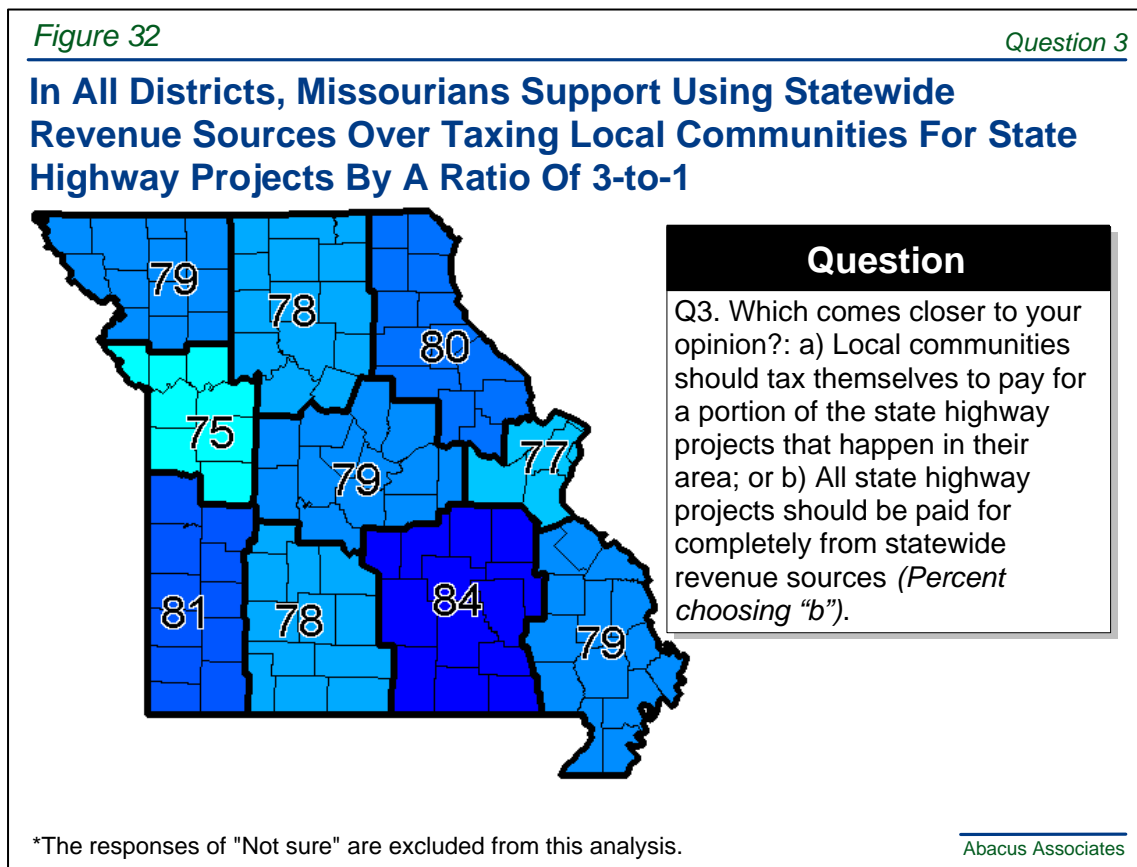 Figure 32
Question 3
In All Districts, Missourians Support Using Statewide
Revenue Sources Over Taxing Local Communities For State
Highway Projects By A Ratio Of 3-to-1
79
78
80
75
79
77
81
78
84
79
Question
Q3. Which comes closer to your
opinion?: a) Local communities
should tax themselves to pay for
a portion of the state highway
projects that happen in their
area; or b) All state highway
projects should be paid for
completely from statewide
revenue sources (Percent
choosing “b”).
*The responses of "Not sure" are excluded from this analysis.
Abacus Associates